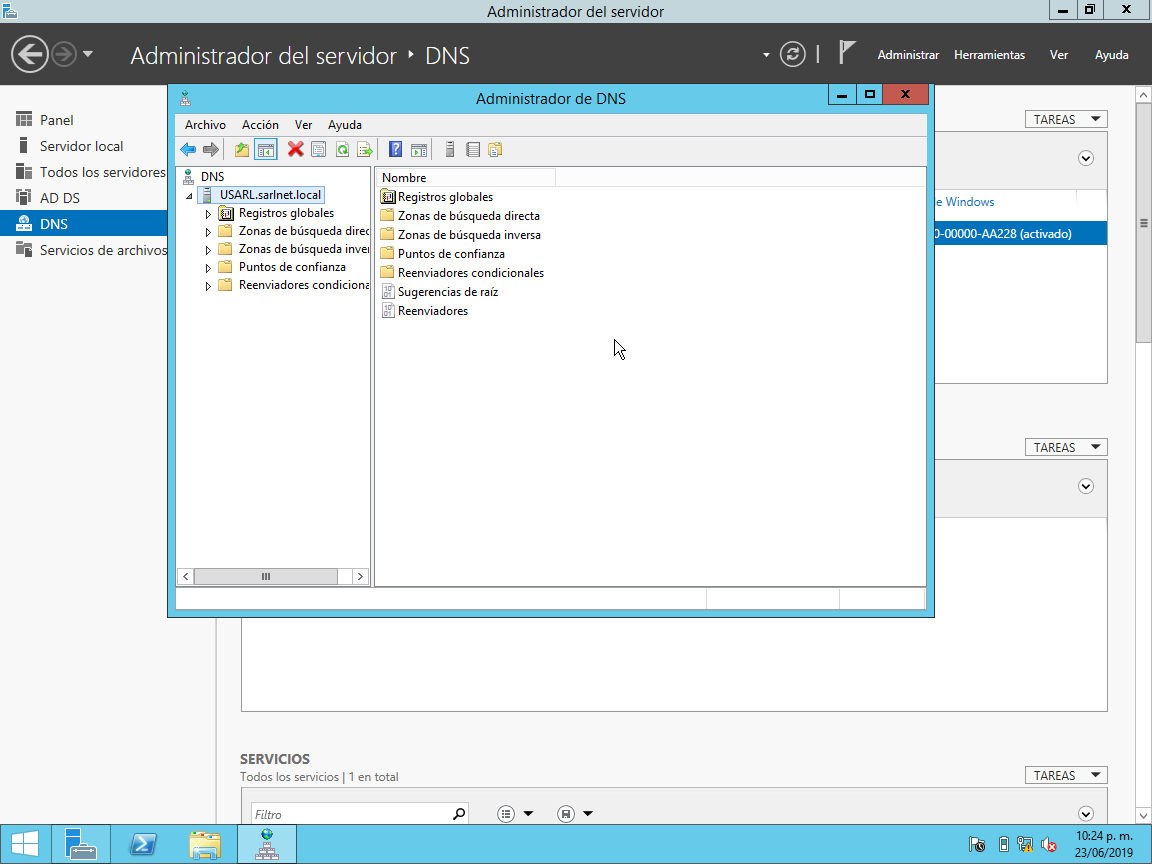 Administrador del servidor
Administrador del servidor ‣ DNS
Administrar Herramientas Ver Ayuda
Panel
Servidor local
Todos los servidores
AD DS
DNS
Servicios de archivos
Administrador de DNS
Archivo Acción Ver Ayuda
DNS
USARL.sarlnet.local
Registros globales
Zonas de búsqueda direc
Zonas de búsqueda inver
Puntos de confianza
Reenviadores condiciona
Nombre
Registros globales
Zonas de búsqueda directa
Zonas de búsqueda inversa
Puntos de confianza
Reenviadores condicionales
Sugerencias de raíz
Reenviadores
TAREAS
e Windows
0-00000-AA228 (activado)
TAREAS
SERVICIOS
Todos los servicios | 1 en total
TAREAS
Filtro
10:24 p. m.
23/06/2019